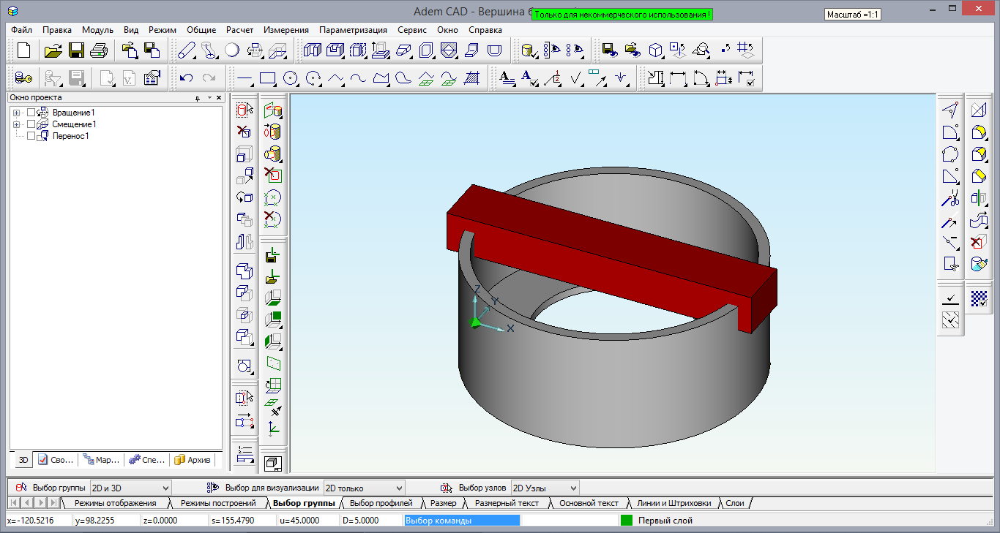 Adem CAD - Вершина б
Только для некоммерческого использования !
Масштаб =1:1
Файл Правка Модуль Вид Режим Общие Расчет Измерения Параметризация Сервис Окно Справка
Окно проекта
Вращение1
Смещение1
Перенос1
Z
Y
X
3D Сво... Мар... Спе... Архив
Выбор группы 2D и 3D Выбор для визуализации 2D только Выбор узлов 2D Узлы
Режимы отображения Режимы построений Выбор группы Выбор профилей Размер Размерный текст Основной текст Линии и Штриховки Слои
x=-120.5216 y=98.2255 z=0.0000 s=155.4790 u=45.0000 D=5.0000 Выбор команды Первый слой